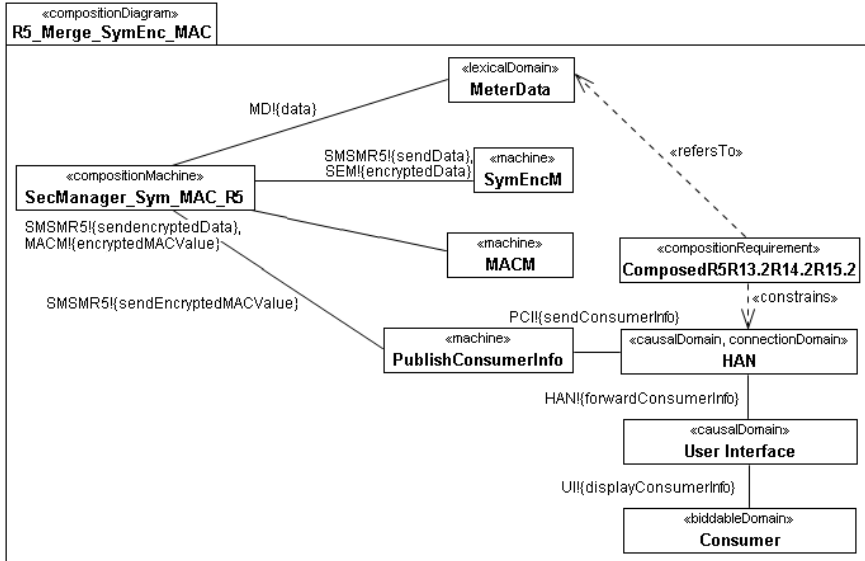 «compositionDiagram»
R5_Merge_SymEnc_MAC
«lexicalDomain»
MeterData
MD!{data}
«refersTo»
SMSMR5!{sendData},
SEM!{encryptedData}
«machine»
SymEncM
«compositionMachine»
SecManager_Sym_MAC_R5
SMSMR5!{sendencryptedData},
MACM!{encryptedMACValue}
«machine»
MACM
«compositionRequirement»
ComposedR5R13.2R14.2R15.2
«constrains»
SMSMR5!{sendEncryptedMACValue}
PCI!{sendConsumerInfo}
«machine»
PublishConsumerInfo
«causalDomain, connectionDomain»
HAN
HAN!{forwardConsumerInfo}
«causalDomain»
User Interface
UI!{displayConsumerInfo}
«biddableDomain»
Consumer